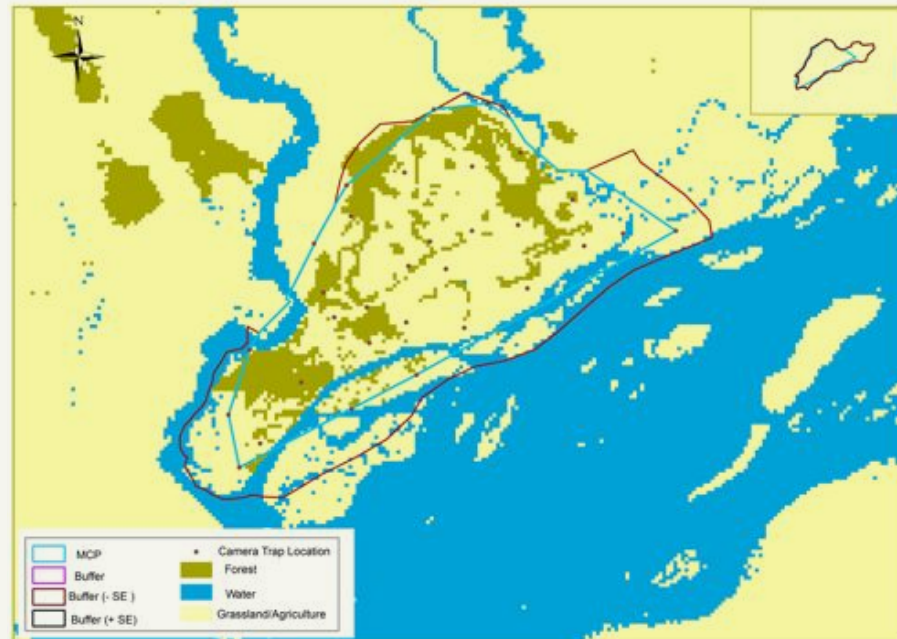 N
MCP
Buffer
Buffer (- SE )
Buffer (+ SE)
Camera Trap Location
Forest
Water
Grassland/Agriculture